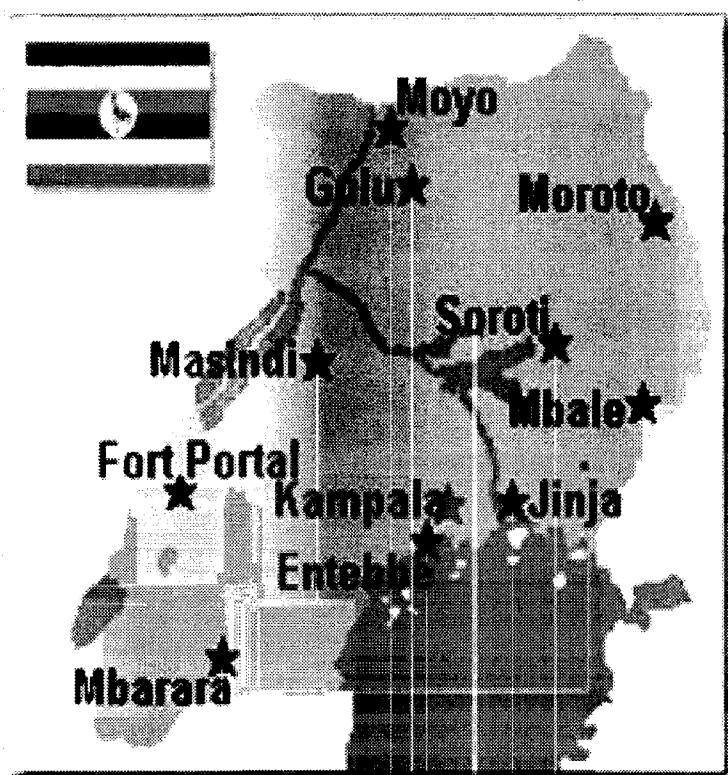 Moyo
Gulu
Moroto
Soroti
Masindi
Mbale
Fort Portal
Kampala
Jinja
Entebbe
Mbarara